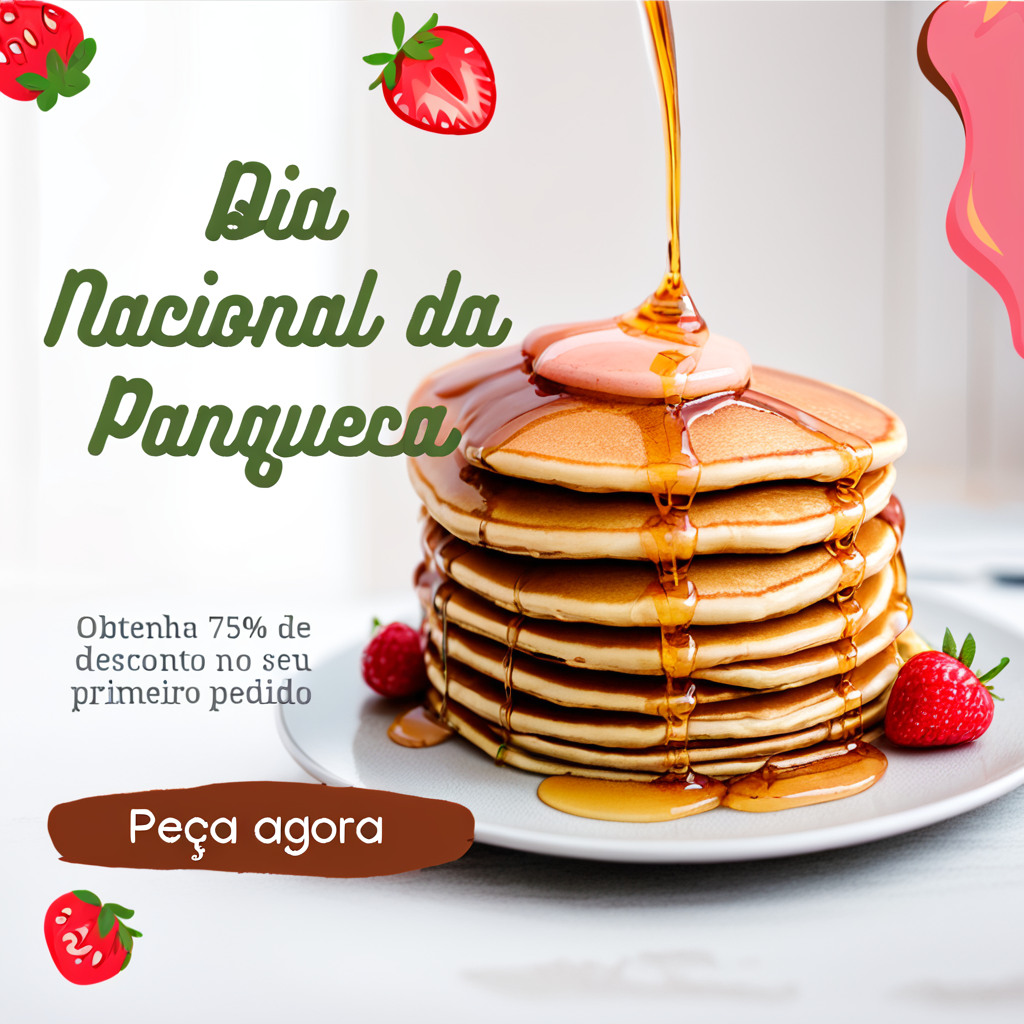 Dia
Nacional da
Panqueca
Obtenha 75% de
desconto no seu
primeiro pedido
Peça agora